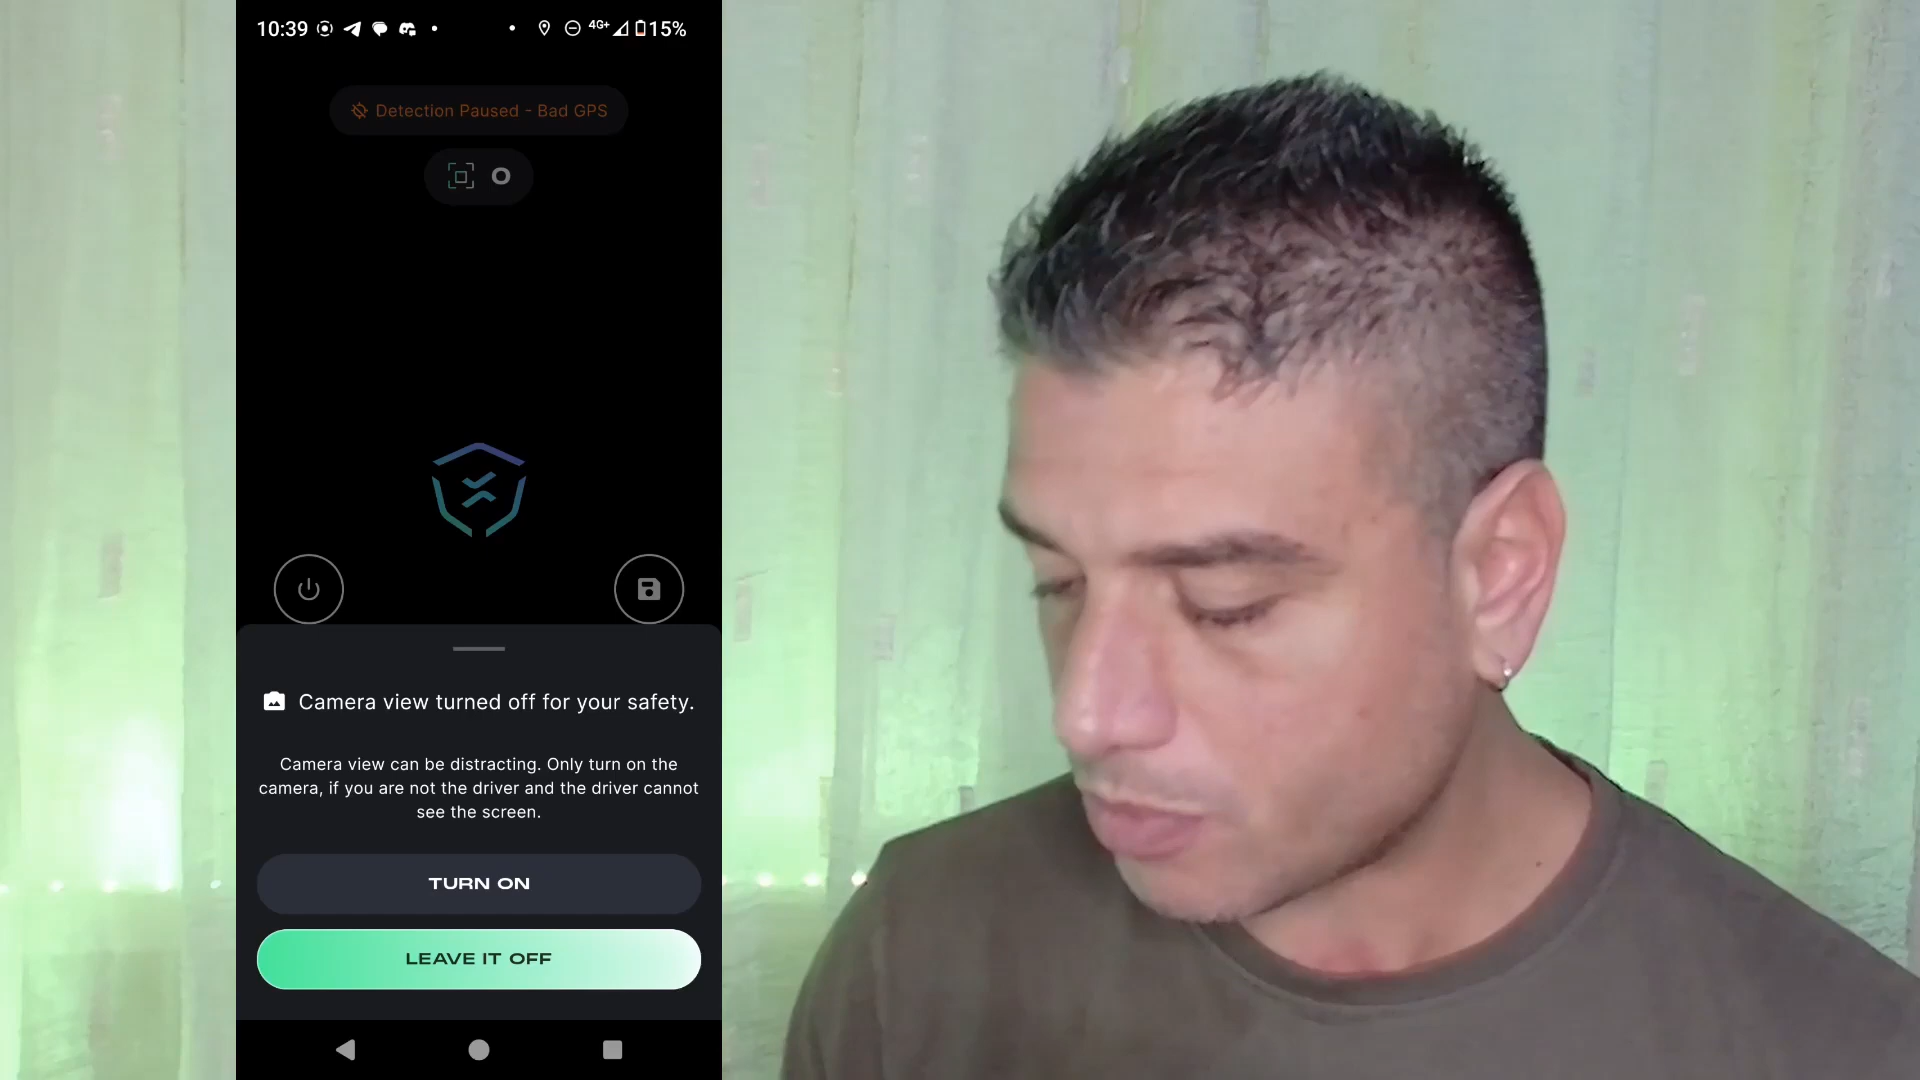 10:39
4G+ 15%
Detection Paused - Bad GPS
0
Camera view turned off for your safety.
Camera view can be distracting. Only turn on the
camera, if you are not the driver and the driver cannot
see the screen.
TURN ON
LEAVE IT OFF